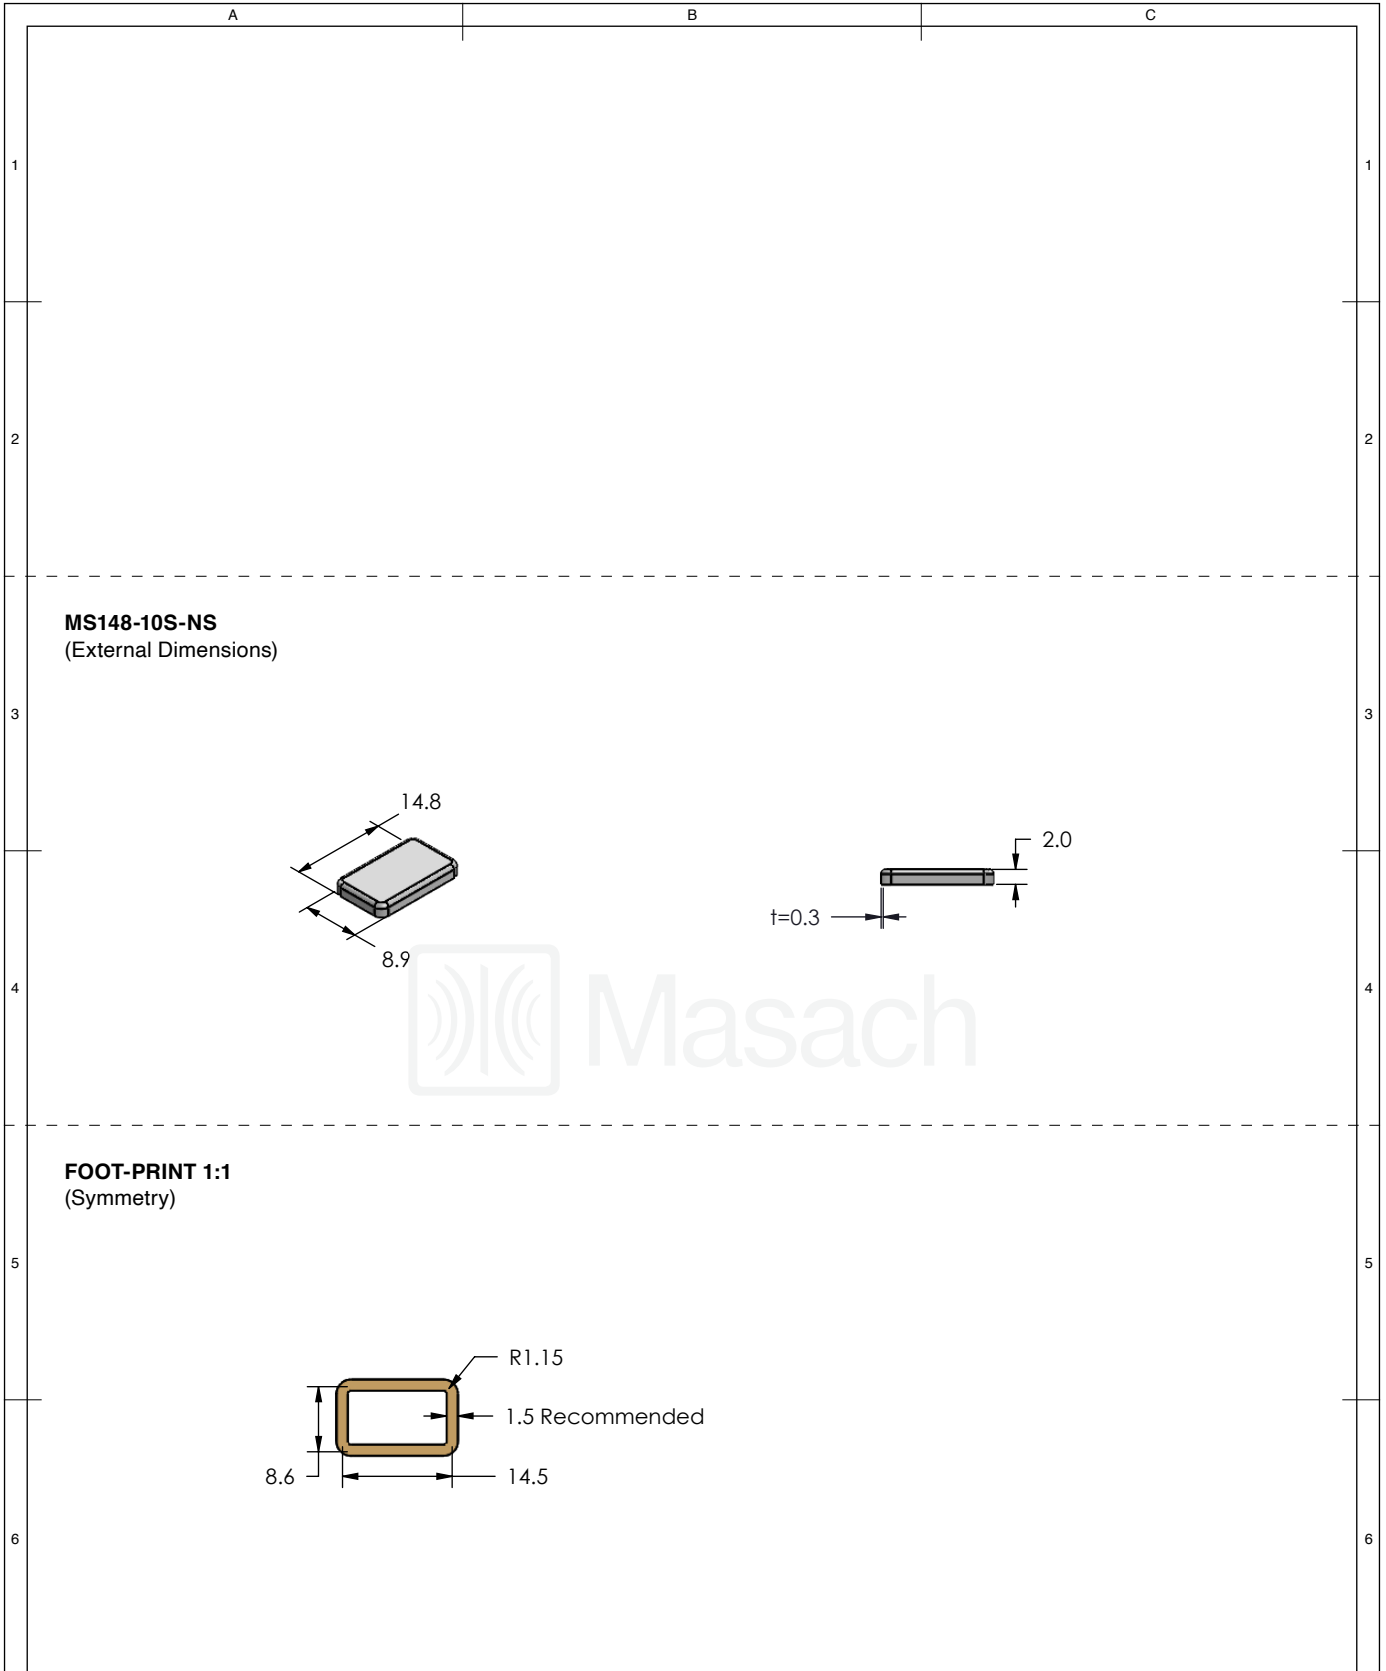 A B C
1 1
2 2
MS148-10S-NS
(External Dimensions)
3 3
14.8
2.0
t=0.3
8.9
Masach
4 4
FOOT-PRINT 1:1
(Symmetry)
5 5
R1.15
1.5 Recommended
8.6 14.5
6 6